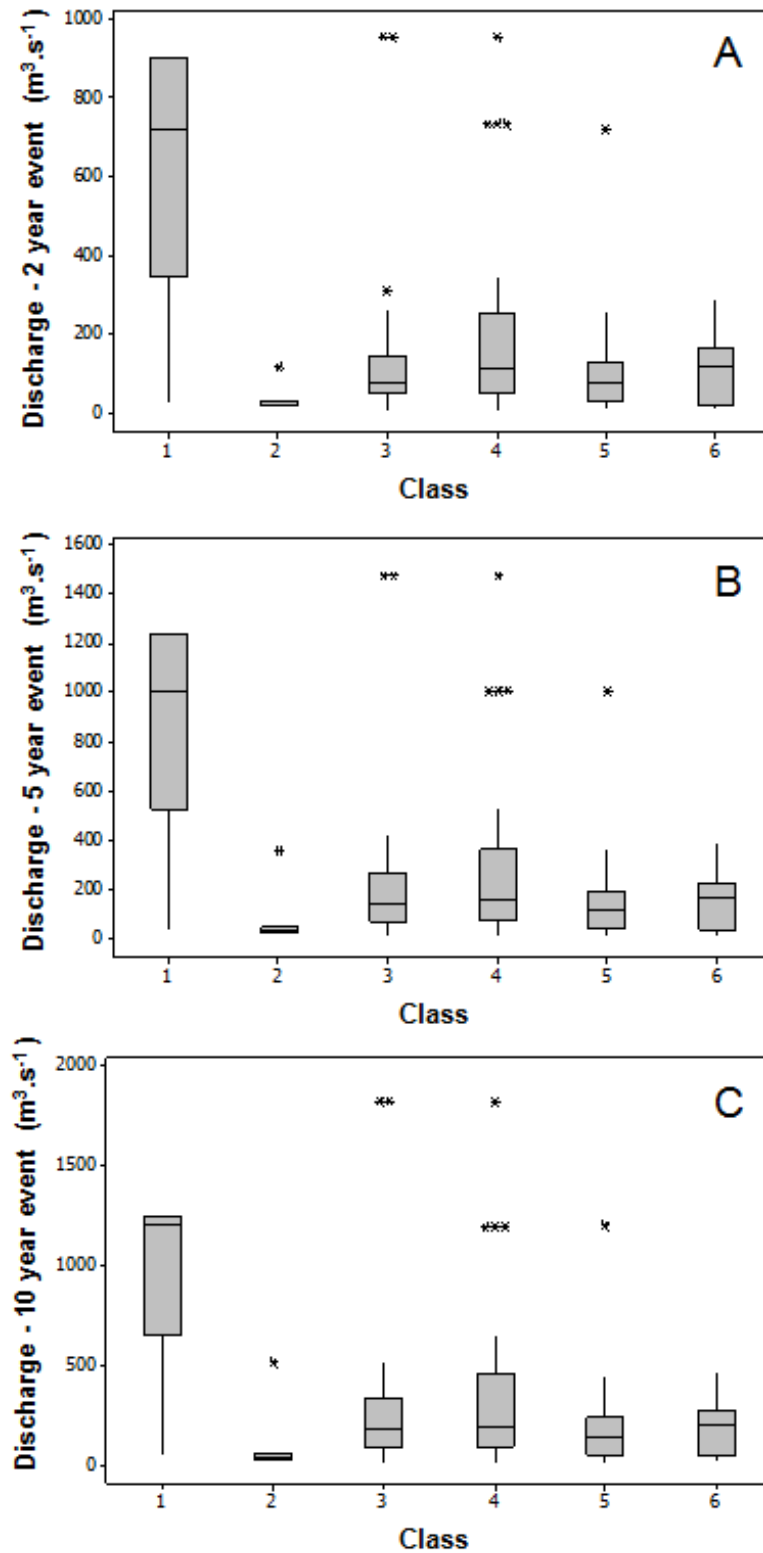 A
Discharge - 2 year event (m³.s⁻¹)
1000
800
600
400
200
0
1 2 3 4 5 6
Class
B
Discharge - 5 year event (m³.s⁻¹)
1600
1400
1200
1000
800
600
400
200
0
1 2 3 4 5 6
Class
C
Discharge - 10 year event (m³.s⁻¹)
2000
1500
1000
500
0
1 2 3 4 5 6
Class